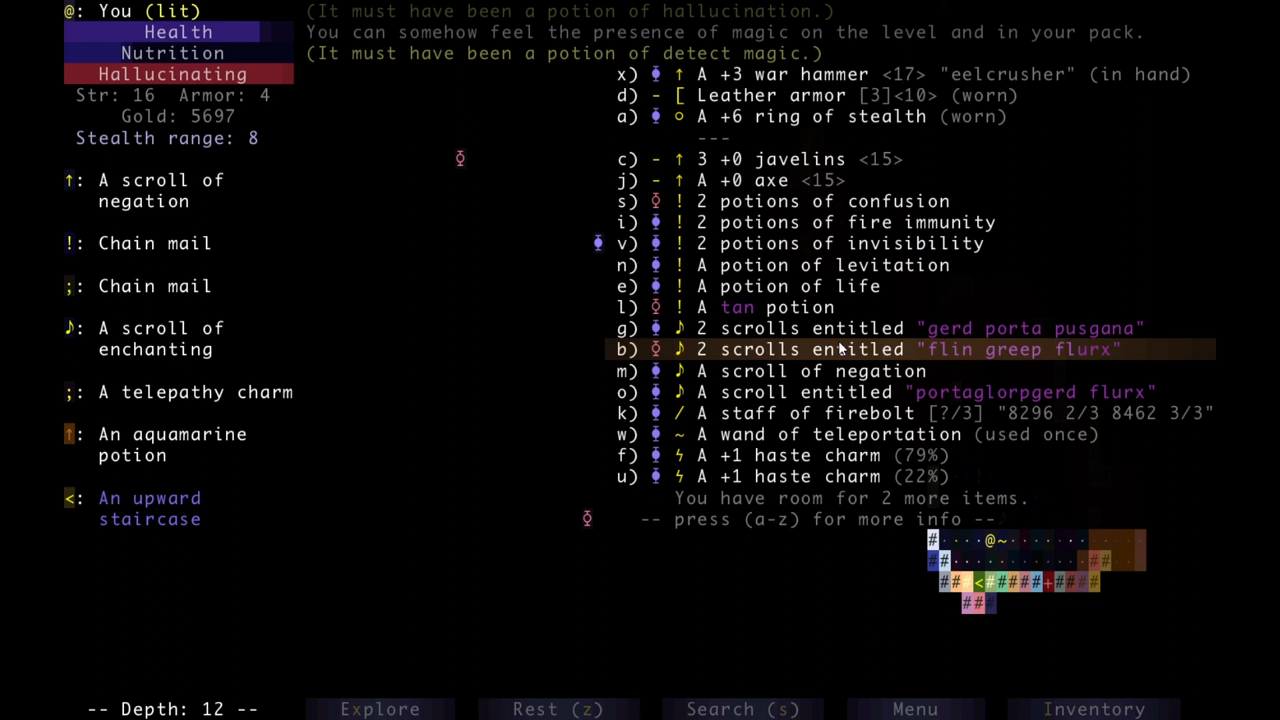 @: You (lit)
Health
Nutrition
Hallucinating
Str: 16  Armor: 4
Gold: 5697
Stealth range: 8
↑: A scroll of
negation
!: Chain mail
;: Chain mail
♪: A scroll of
enchanting
;: A telepathy charm
↑: An aquamarine
potion
<: An upward
staircase
-- Depth: 12 --
(It must have been a potion of hallucination.)
You can somehow feel the presence of magic on the level and in your pack.
(It must have been a potion of detect magic.)
x) ↑ A +3 war hammer <17> "eelcrusher" (in hand)
d) - [ Leather armor [3]<10> (worn)
a) ○ A +6 ring of stealth (worn)
---
c) - ↑ 3 +0 javelins <15>
j) - ↑ A +0 axe <15>
s) ! 2 potions of confusion
i) ! 2 potions of fire immunity
v) ! 2 potions of invisibility
n) ! A potion of levitation
e) ! A potion of life
l) ! A tan potion
g) ♪ 2 scrolls entitled "gerd porta pusgana"
b) ♪ 2 scrolls entitled "flin greep flurx"
m) ♪ A scroll of negation
o) ♪ A scroll entitled "portaglorpgerd flurx"
k) / A staff of firebolt [?/3] "8296 2/3 8462 3/3"
w) ~ A wand of teleportation (used once)
f) ϟ A +1 haste charm (79%)
u) ϟ A +1 haste charm (22%)
You have room for 2 more items.
-- press (a-z) for more info --
#....@~
###<#####+####
Explore
Rest (z)
Search (s)
Menu
Inventory